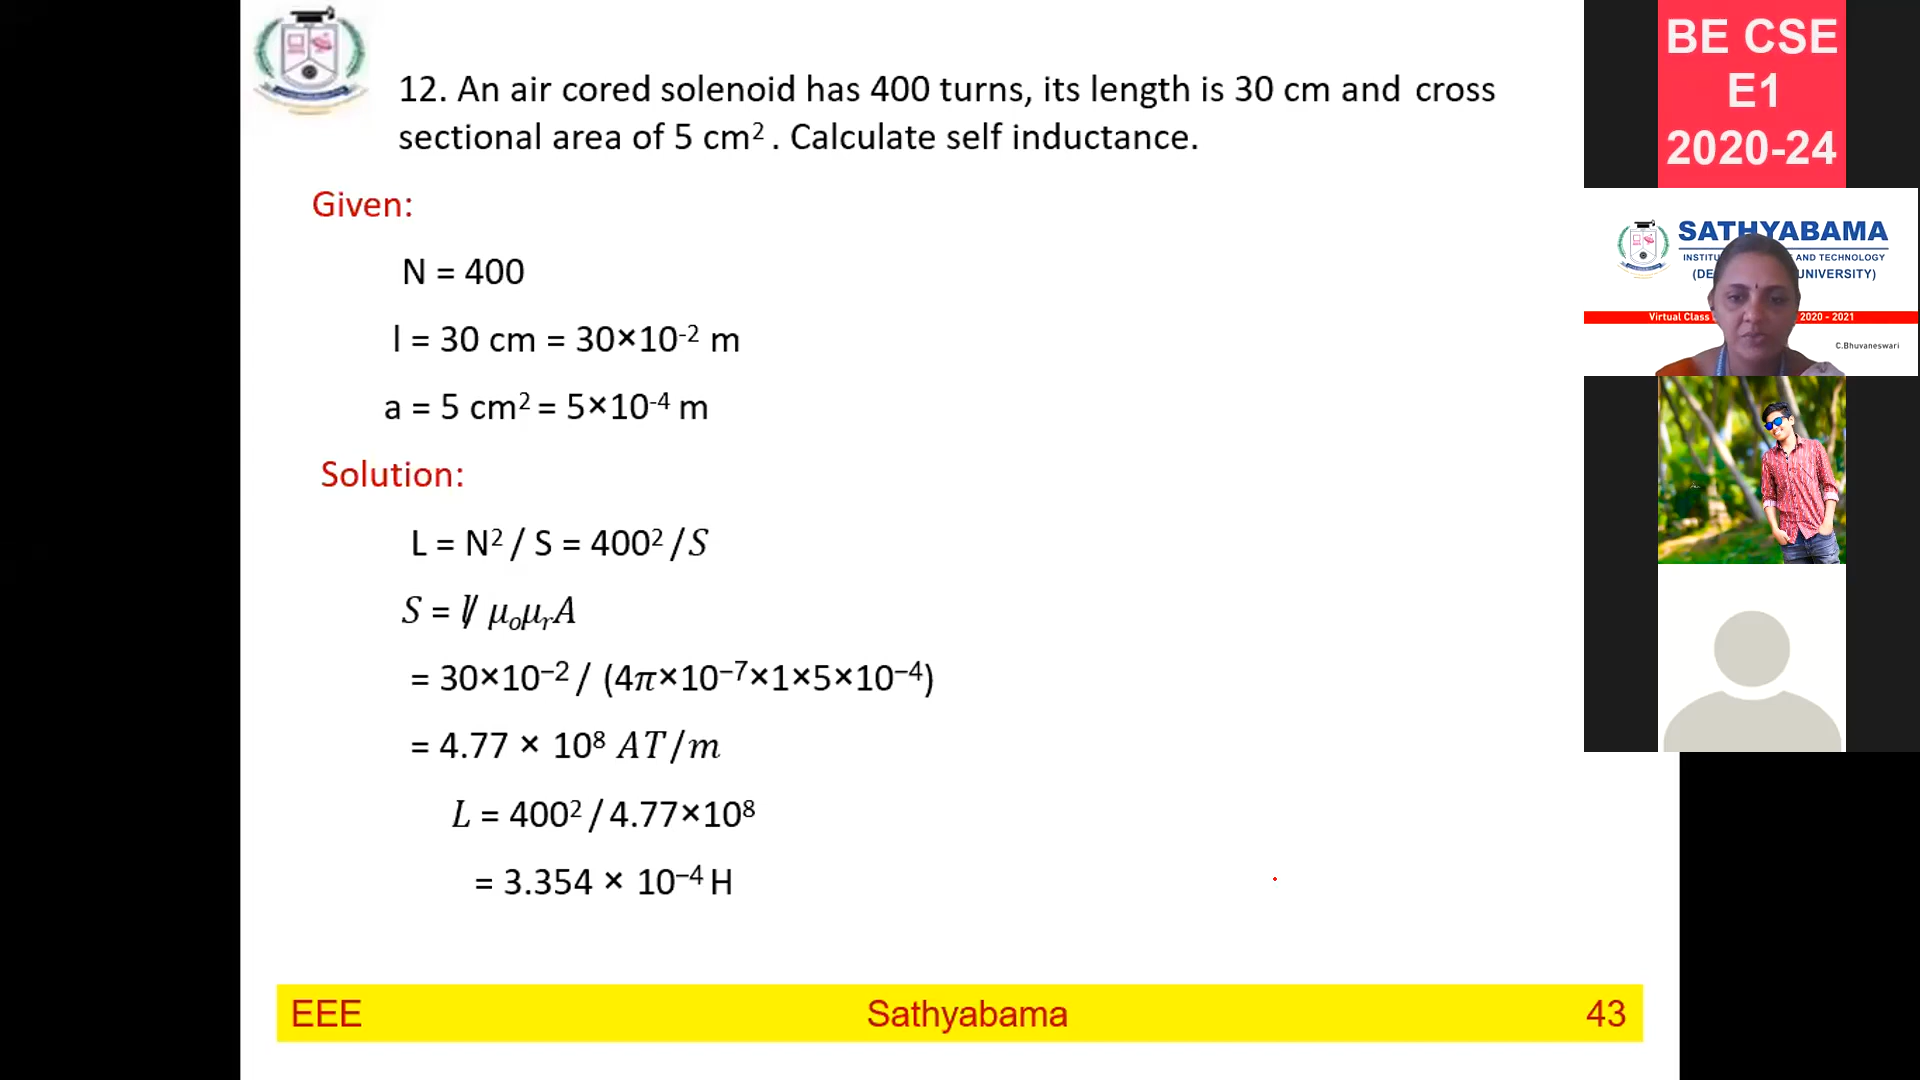 12. An air cored solenoid has 400 turns, its length is 30 cm and cross
sectional area of 5 cm². Calculate self inductance.
Given:
N = 400
l = 30 cm = 30×10⁻² m
a = 5 cm² = 5×10⁻⁴ m
Solution:
L = N² / S = 400² / S
S = l/ μₒμᵣA
= 30×10⁻² / (4π×10⁻⁷×1×5×10⁻⁴)
= 4.77 × 10⁸ AT/m
L = 400² / 4.77×10⁸
= 3.354 × 10⁻⁴ H
EEE Sathyabama 43
BE CSE
E1
2020-24
SATHYABAMA
AND TECHNOLOGY
UNIVERSITY)
Virtual Class 2020 - 2021
C.Bhuvaneswari